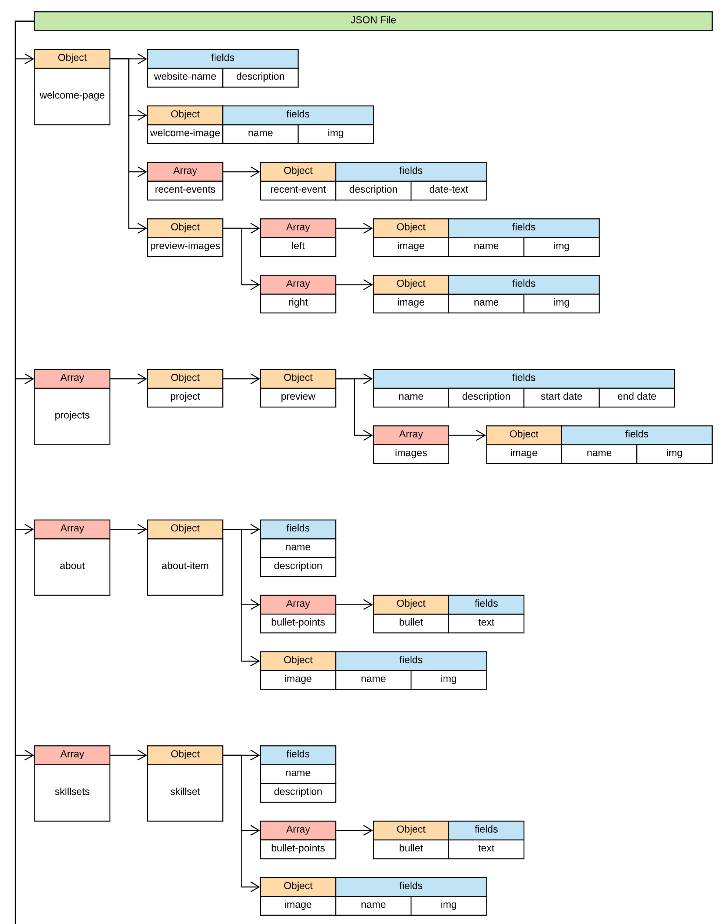 JSON File
Object fields
welcome-page
website-name description
Object fields
welcome-image name img
Array Object fields
recent-events recent-event description date-text
Object Array Object fields
preview-images left image name img
Array Object fields
right image name img
Array Object Object fields
projects
project preview name description start date end date
Array Object fields
images image name img
Array Object fields
about about-item
name
description
Array Object fields
bullet-points bullet text
Object fields
image name img
Array Object fields
skillsets skillset
name
description
Array Object fields
bullet-points bullet text
Object fields
image name img